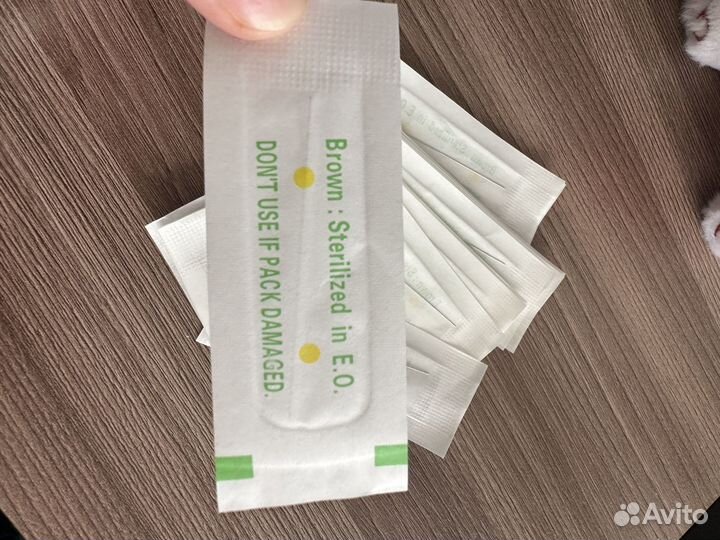 Brown : Sterilized in E.O.
DON'T USE IF PACK DAMAGED.
Avito